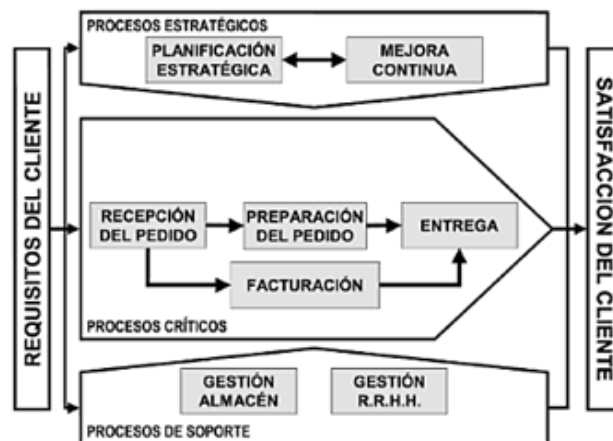 PROCESOS ESTRATÉGICOS
PLANIFICACIÓN
ESTRATÉGICA
MEJORA
CONTINUA
REQUISITOS DEL CLIENTE
RECEPCIÓN
DEL PEDIDO
PREPARACIÓN
DEL PEDIDO
ENTREGA
FACTURACIÓN
PROCESOS CRÍTICOS
SATISFACCION DEL CLIENTE
GESTIÓN
ALMACÉN
GESTIÓN
R.R.H.H.
PROCESOS DE SOPORTE